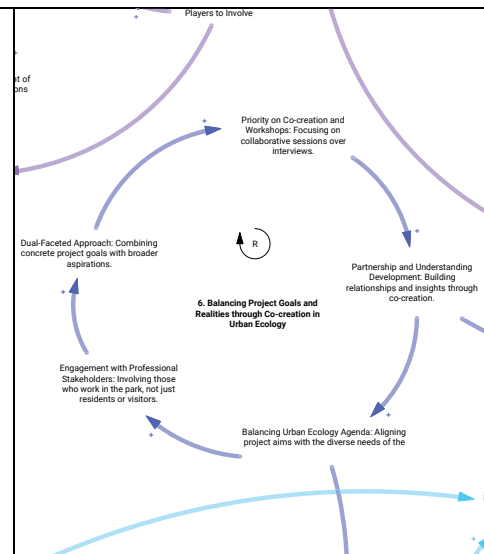 Players to Involve
t of
ons
Priority on Co-creation and
Workshops: Focusing on
collaborative sessions over
interviews.
Dual-Faceted Approach: Combining
concrete project goals with broader
aspirations.
R
Partnership and Understanding
Development: Building
relationships and insights through
co-creation.
6. Balancing Project Goals and
Realities through Co-creation in
Urban Ecology
Engagement with Professional
Stakeholders: Involving those
who work in the park, not just
residents or visitors.
Balancing Urban Ecology Agenda: Aligning
project aims with the diverse needs of the